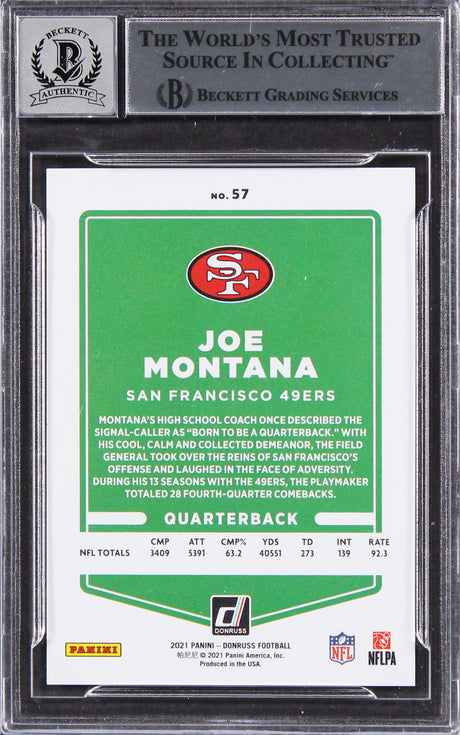 BECKETT
B
AUTHENTIC
THE WORLD'S MOST TRUSTED
SOURCE IN COLLECTING™
B BECKETT GRADING SERVICES
NO. 57
SF
JOE
MONTANA
SAN FRANCISCO 49ERS
MONTANA'S HIGH SCHOOL COACH ONCE DESCRIBED THE
SIGNAL-CALLER AS “BORN TO BE A QUARTERBACK.” WITH
HIS COOL, CALM AND COLLECTED DEMEANOR, THE FIELD
GENERAL TOOK OVER THE REINS OF SAN FRANCISCO'S
OFFENSE AND LAUGHED IN THE FACE OF ADVERSITY.
DURING HIS 13 SEASONS WITH THE 49ERS, THE PLAYMAKER
TOTALED 28 FOURTH-QUARTER COMEBACKS.
QUARTERBACK
CMP ATT CMP% YDS TD INT RATE
NFL TOTALS 3409 5391 63.2 40551 273 139 92.3
DONRUSS
PANINI
2021 PANINI – DONRUSS FOOTBALL
帕尼尼 © 2021 Panini America, Inc.
Produced in the USA.
NFL
NFLPA